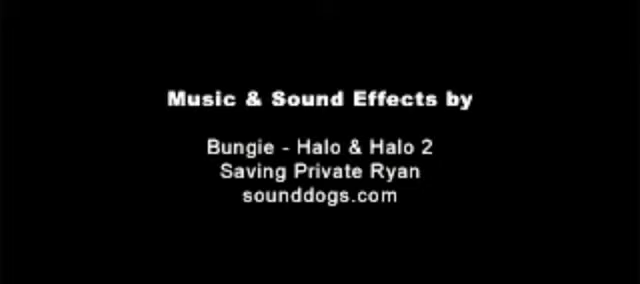 Music & Sound Effects by
Bungie - Halo & Halo 2
Saving Private Ryan
sounddogs.com